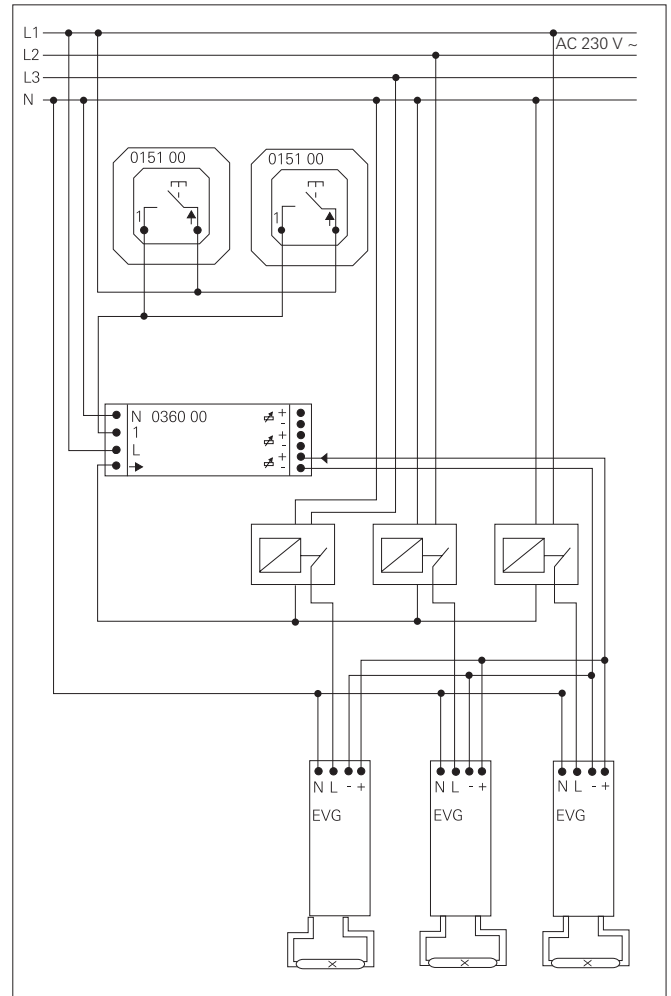 L1
AC 230 V ~
L2
L3
N
0151 00
0151 00
1
1
N 0360 00 +
-
1 +
-
L +
-
N L - +
N L - +
N L - +
EVG
EVG
EVG